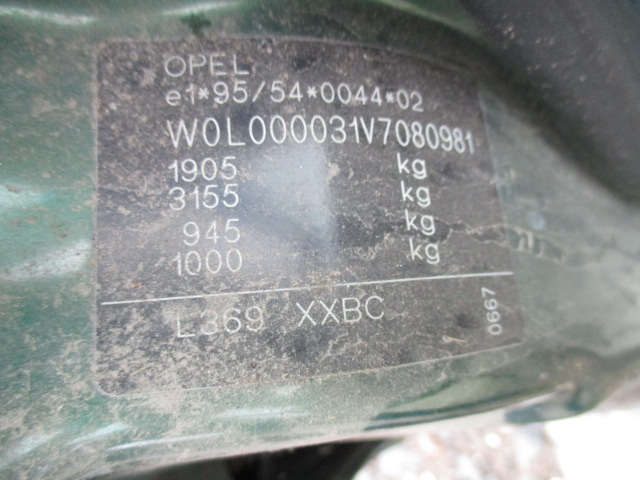 OPEL
e1*95/54*0044*02
W0L000031V7080981
1905 kg
3155 kg
945 kg
1000 kg
L369 XXBC
0667